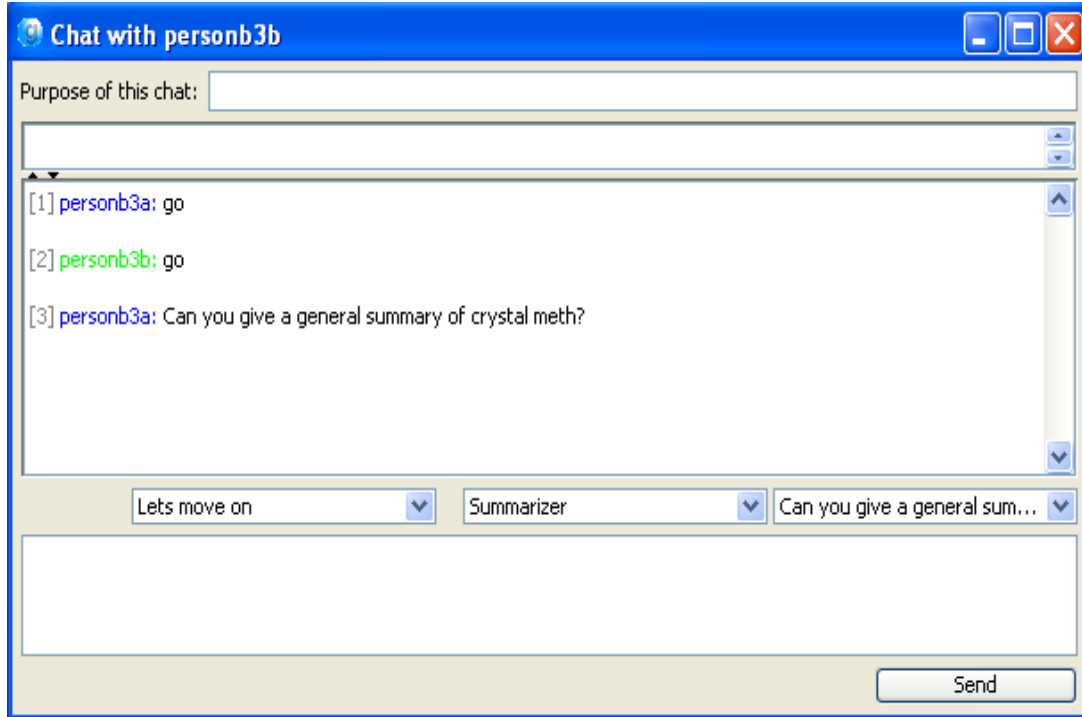 Chat with personb3b
Purpose of this chat:
[1] personb3a: go
[2] personb3b: go
[3] personb3a: Can you give a general summary of crystal meth?
Lets move on Summarizer Can you give a general sum...
Send